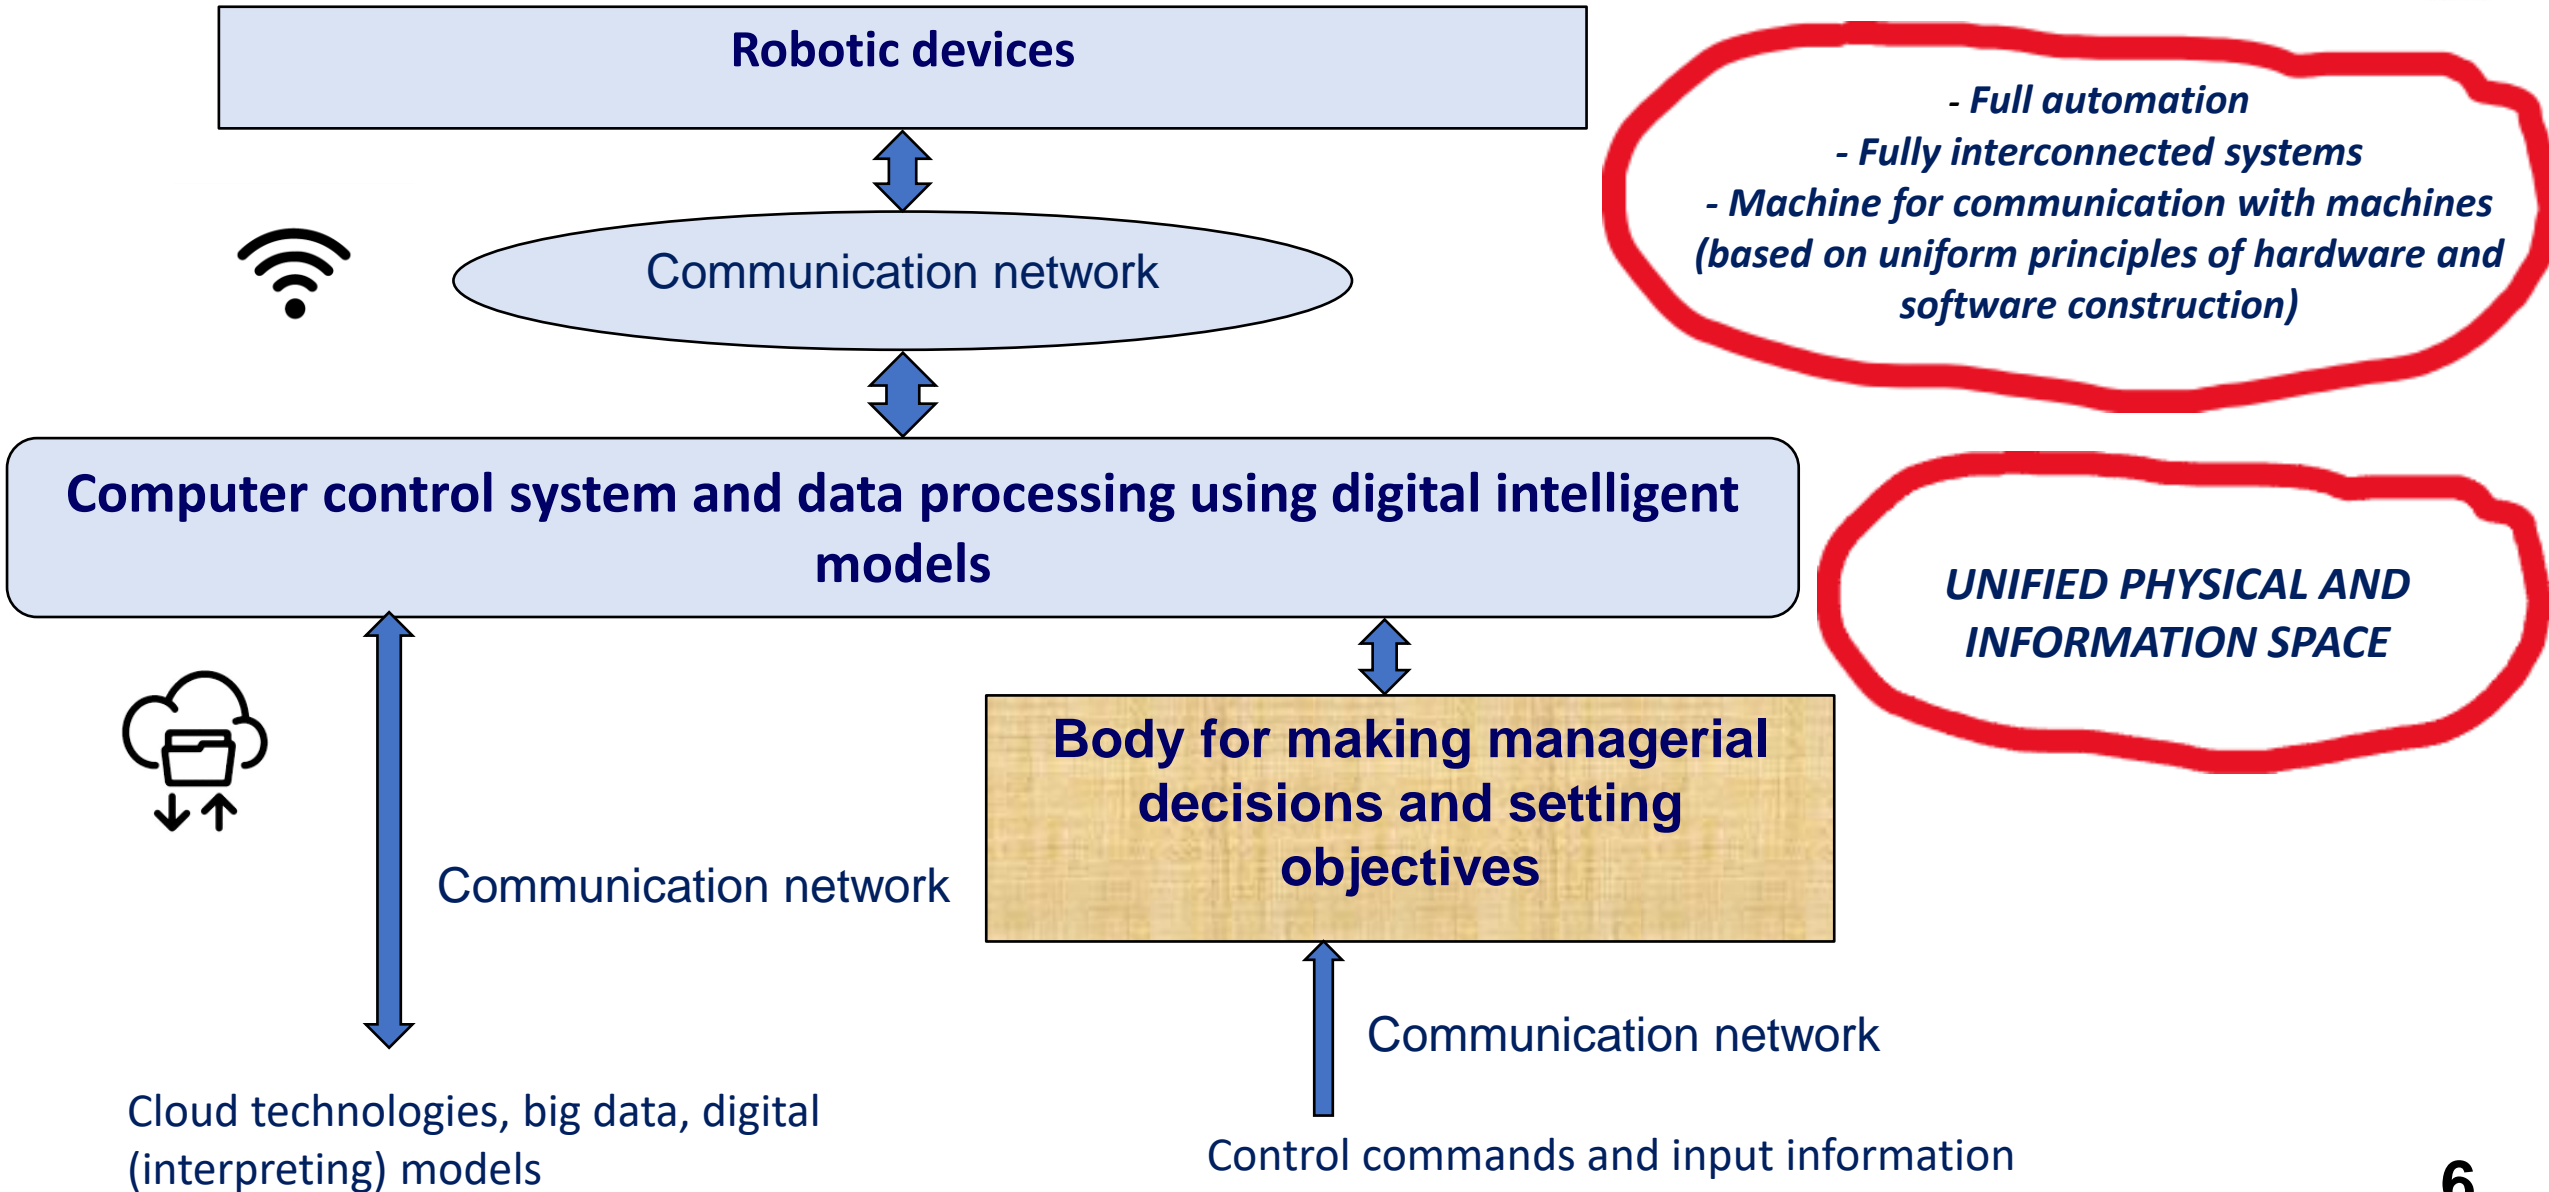 Robotic devices
- Full automation
- Fully interconnected systems
- Machine for communication with machines
(based on uniform principles of hardware and
software construction)
Communication network
Computer control system and data processing using digital intelligent
models
UNIFIED PHYSICAL AND
INFORMATION SPACE
Body for making managerial
decisions and setting
objectives
Communication network
Communication network
Cloud technologies, big data, digital
(interpreting) models
Control commands and input information
6